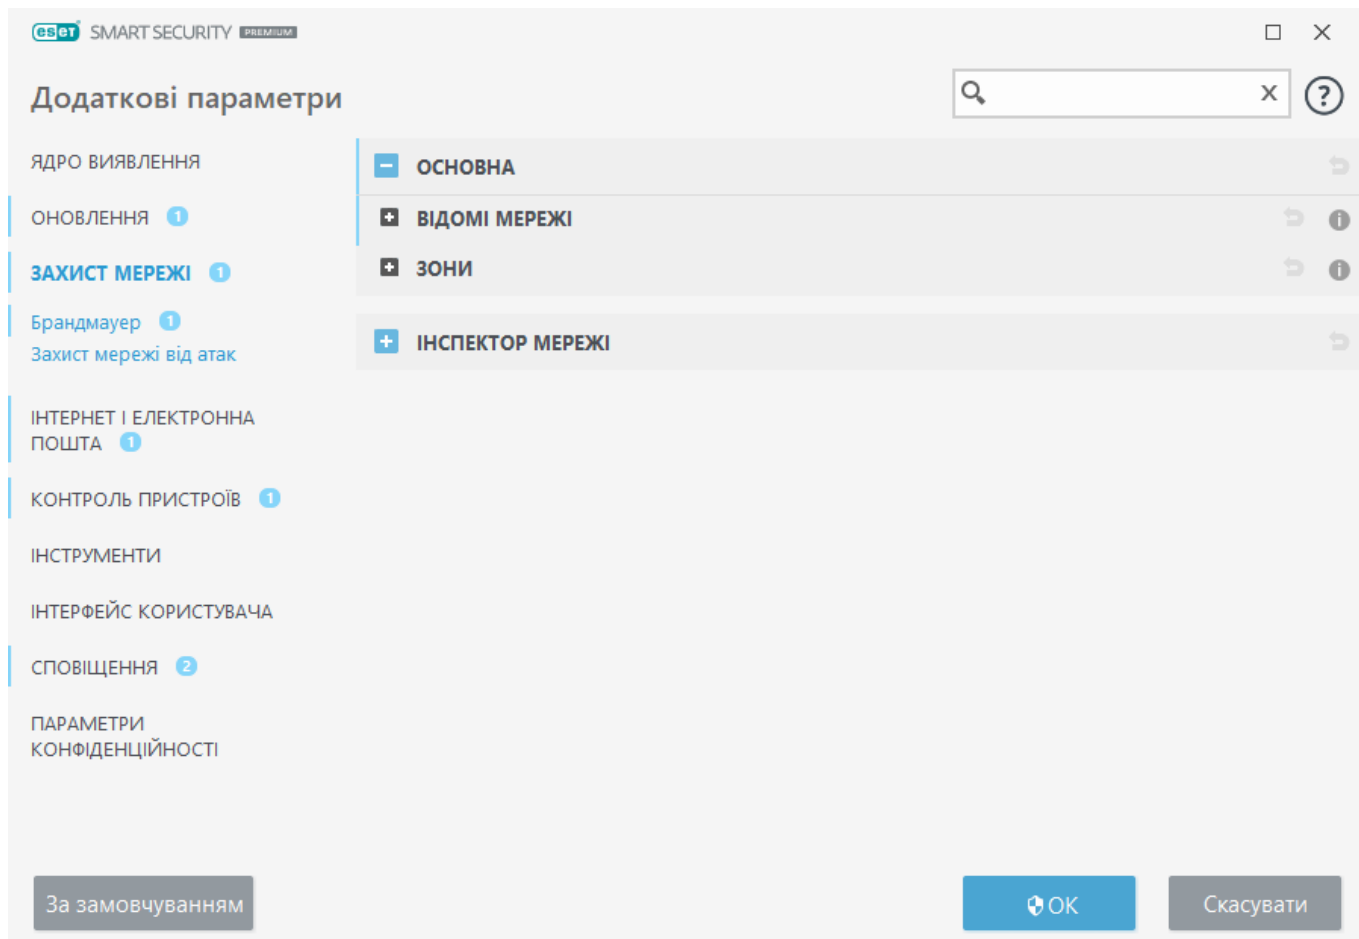 eset SMART SECURITY PREMIUM
Додаткові параметри
x
?
ЯДРО ВИЯВЛЕННЯ
ОНОВЛЕННЯ 1
ЗАХИСТ МЕРЕЖІ 1
Брандмауер 1
Захист мережі від атак
ІНТЕРНЕТ І ЕЛЕКТРОННА
ПОШТА 1
КОНТРОЛЬ ПРИСТРОЇВ 1
ІНСТРУМЕНТИ
ІНТЕРФЕЙС КОРИСТУВАЧА
СПОВІЩЕННЯ 2
ПАРАМЕТРИ
КОНФІДЕНЦІЙНОСТІ
ОСНОВНА
ВІДОМІ МЕРЕЖІ
ЗОНИ
ІНСПЕКТОР МЕРЕЖІ
За замовчуванням
ОК
Скасувати